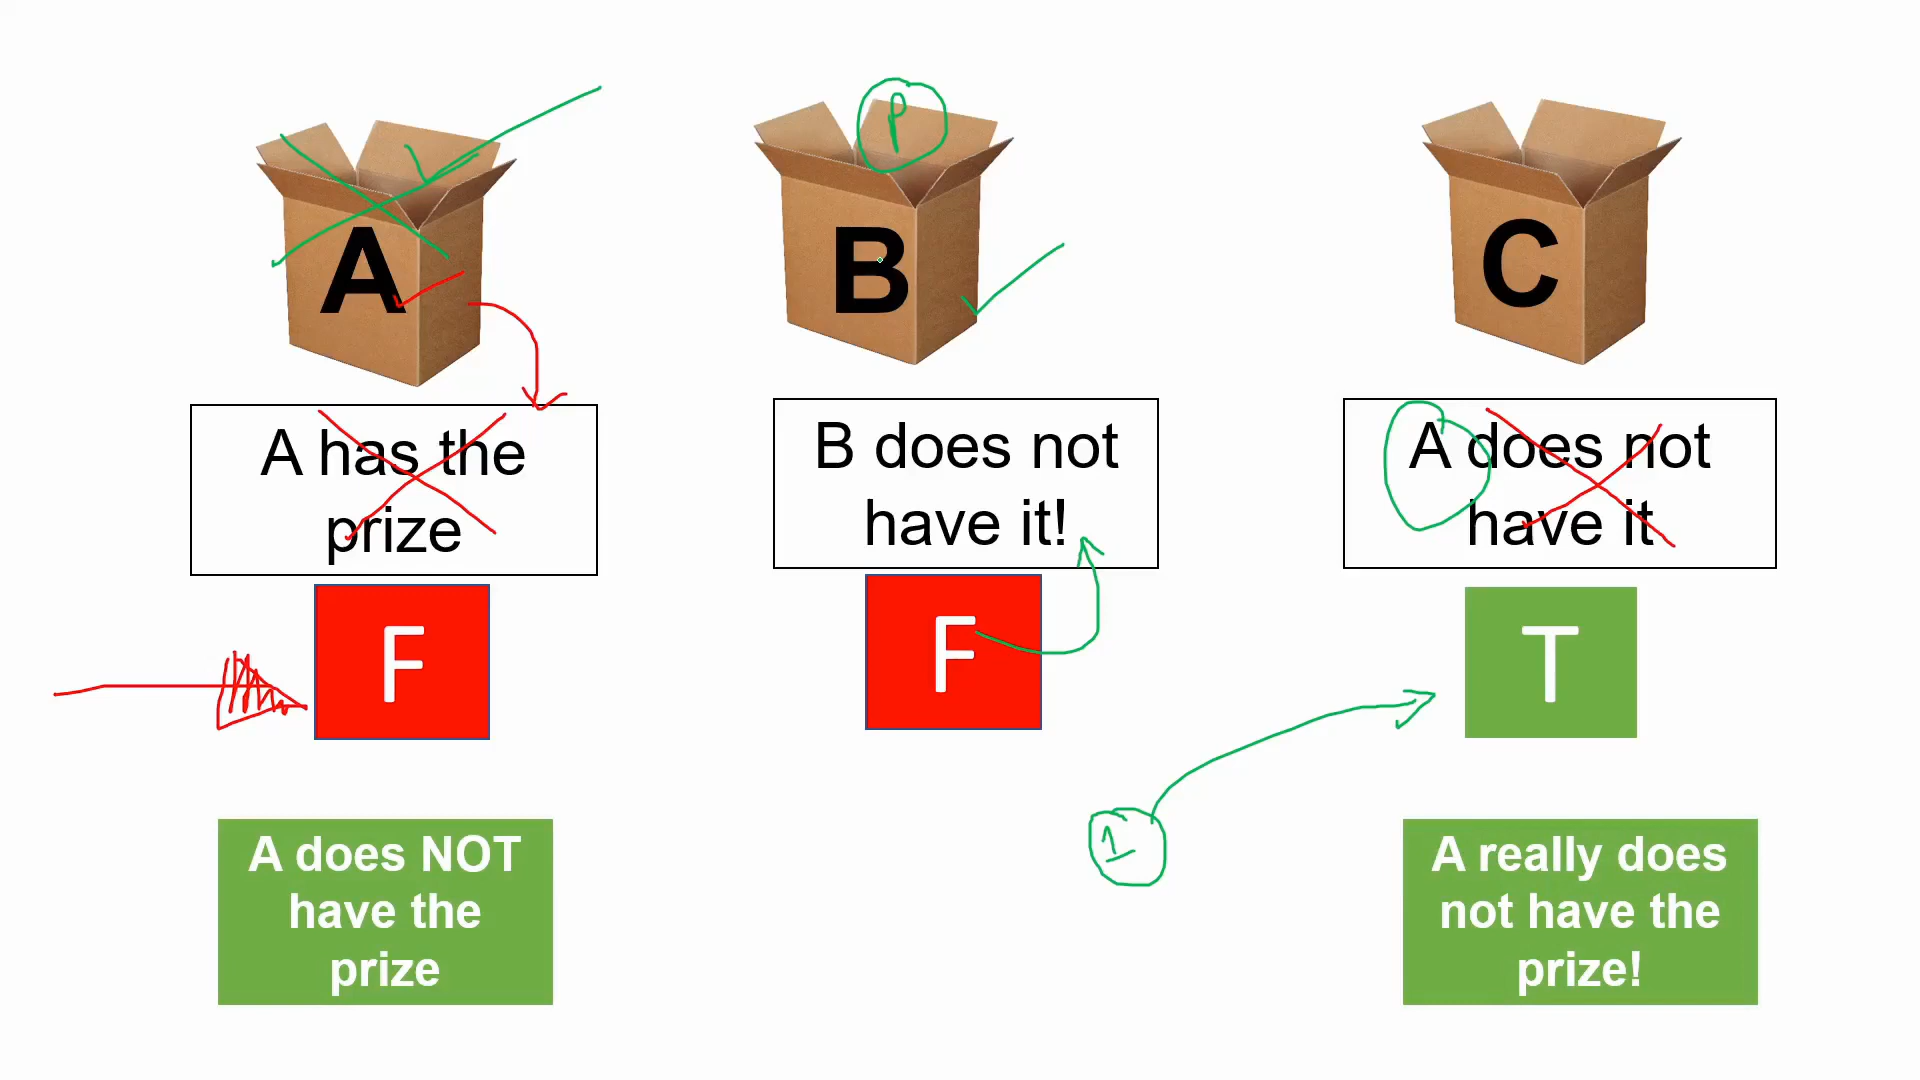 P
A
B
C
A has the
prize
B does not
have it!
A does not
have it
F
F
T
1
A does NOT
have the
prize
A really does
not have the
prize!